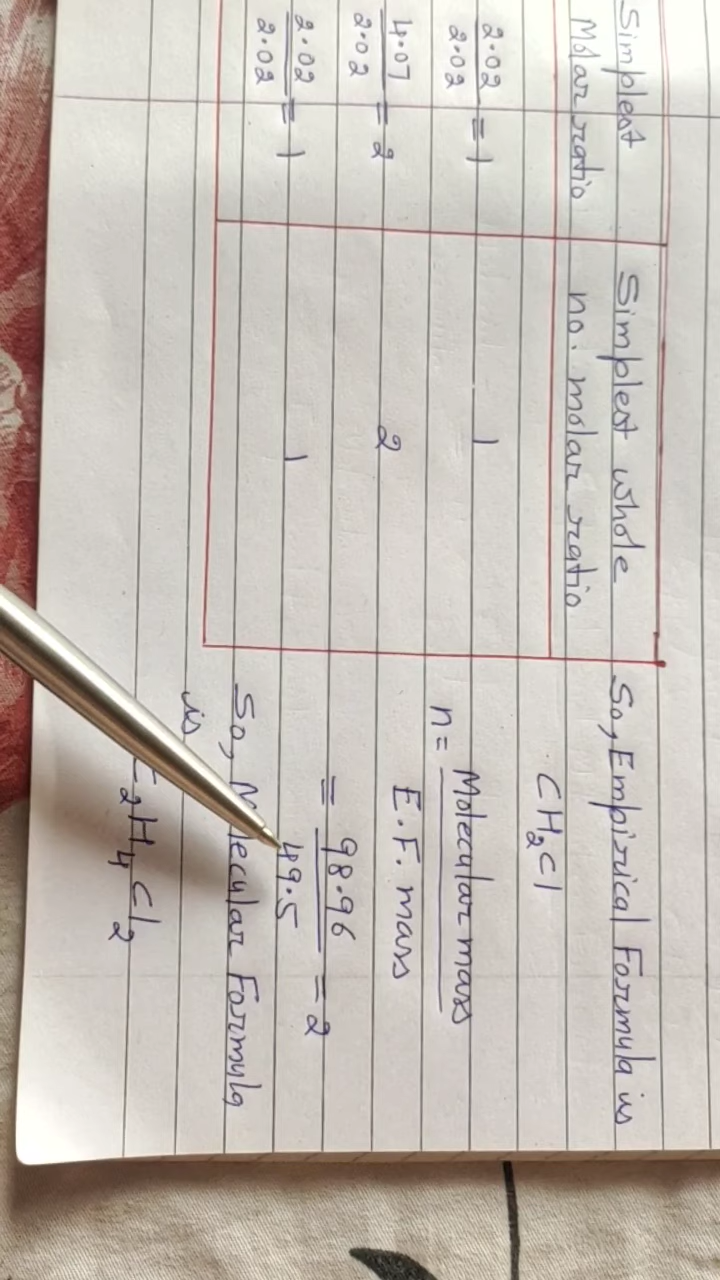 Simplest
Molar ratio
2.02/2.02 = 1
4.07/2.02 = 2
2.02/2.02 = 1
Simplest whole
no. molar ratio
1
2
1
So, Empirical Formula is
CH₂Cl
n = Molecular mass
E.F. mass
= 98.96/49.5 = 2
So, Molecular Formula
is
C₂H₄Cl₂